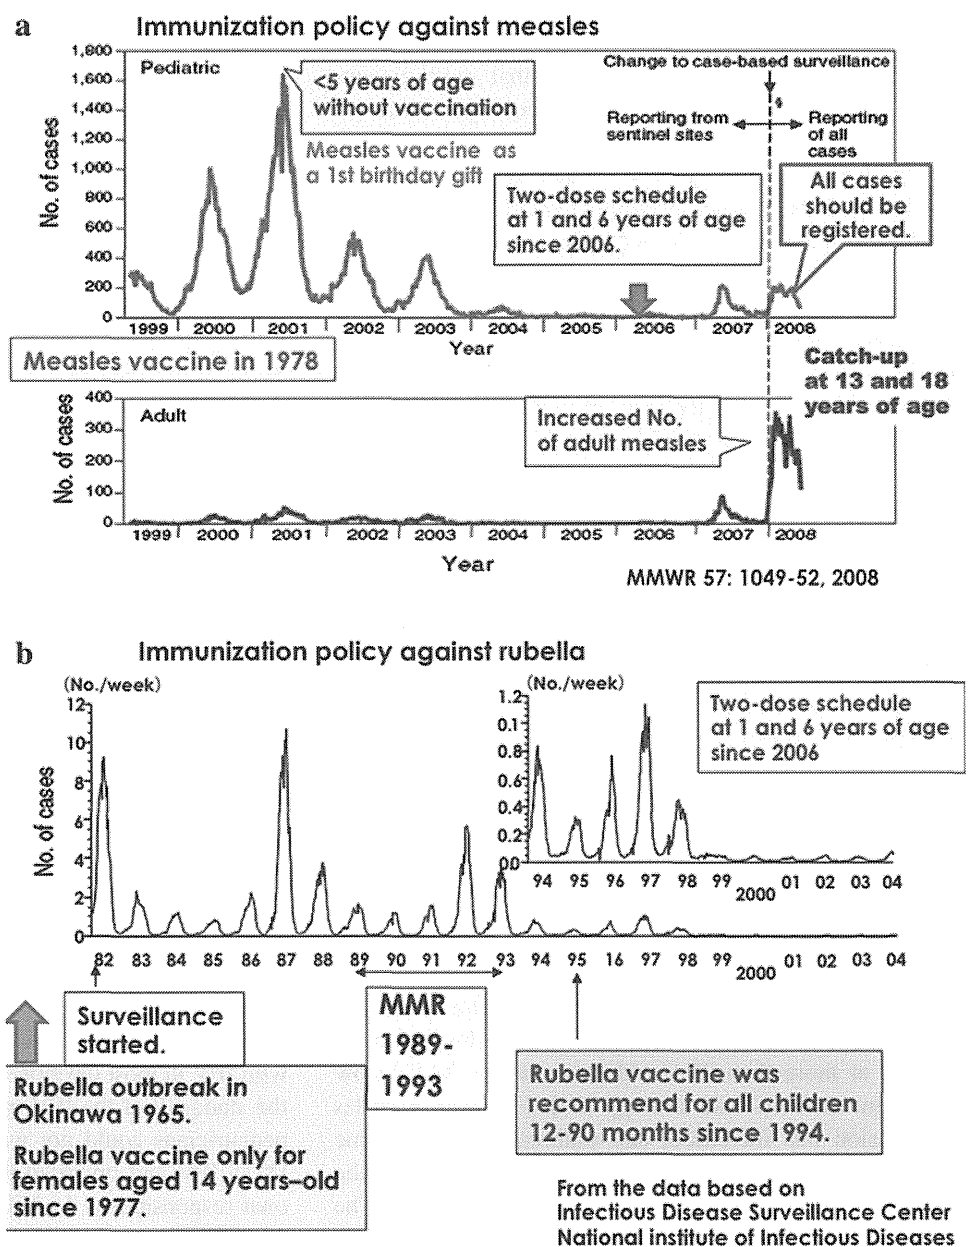 a
Immunization policy against measles
1,800
1,600
1,400
1,200
1,000
800
600
400
200
0
No. of cases
Pediatric
<5 years of age
without vaccination
Measles vaccine as
a 1st birthday gift
Change to case-based surveillance
Reporting from
sentinel sites
Reporting
of all
cases
Two-dose schedule
at 1 and 6 years of age
since 2006.
All cases
should be
registered.
1999 2000 2001 2002 2003 2004 2005 2006 2007 2008
Year
Measles vaccine in 1978
Catch-up
at 13 and 18
years of age
400
300
200
100
0
No. of cases
Adult
Increased No.
of adult measles
1999 2000 2001 2002 2003 2004 2005 2006 2007 2008
Year
MMWR 57: 1049-52, 2008
b
Immunization policy against rubella
(No./week)
12
10
8
6
4
2
0
No. of cases
(No./week)
1.2
0.1
0.8
0.6
0.4
0.2
0.0
94 95 96 97 98 99 2000 01 02 03 04
Two-dose schedule
at 1 and 6 years of age
since 2006
82 83 84 85 86 87 88 89 90 91 92 93 94 95 16 97 98 99 2000 01 02 03 04
Surveillance
started.
MMR
1989-
1993
Rubella outbreak in
Okinawa 1965.
Rubella vaccine only for
females aged 14 years–old
since 1977.
Rubella vaccine was
recommend for all children
12-90 months since 1994.
From the data based on
Infectious Disease Surveillance Center
National institute of Infectious Diseases